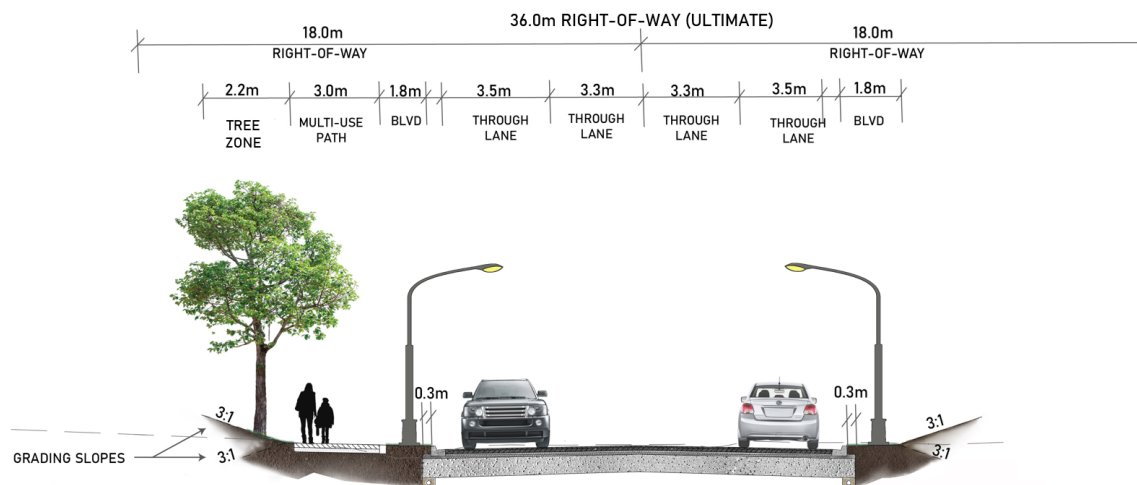 36.0m RIGHT-OF-WAY (ULTIMATE)
18.0m
18.0m
RIGHT-OF-WAY
RIGHT-OF-WAY
2.2m
3.0m
1.8m
3.5m
3.3m
3.3m
3.5m
1.8m
TREE
ZONE
MULTI-USE
PATH
BLVD
THROUGH
LANE
THROUGH
LANE
THROUGH
LANE
THROUGH
LANE
BLVD
0.3m
0.3m
3:1
3:1
GRADING SLOPES
3:1
3:1